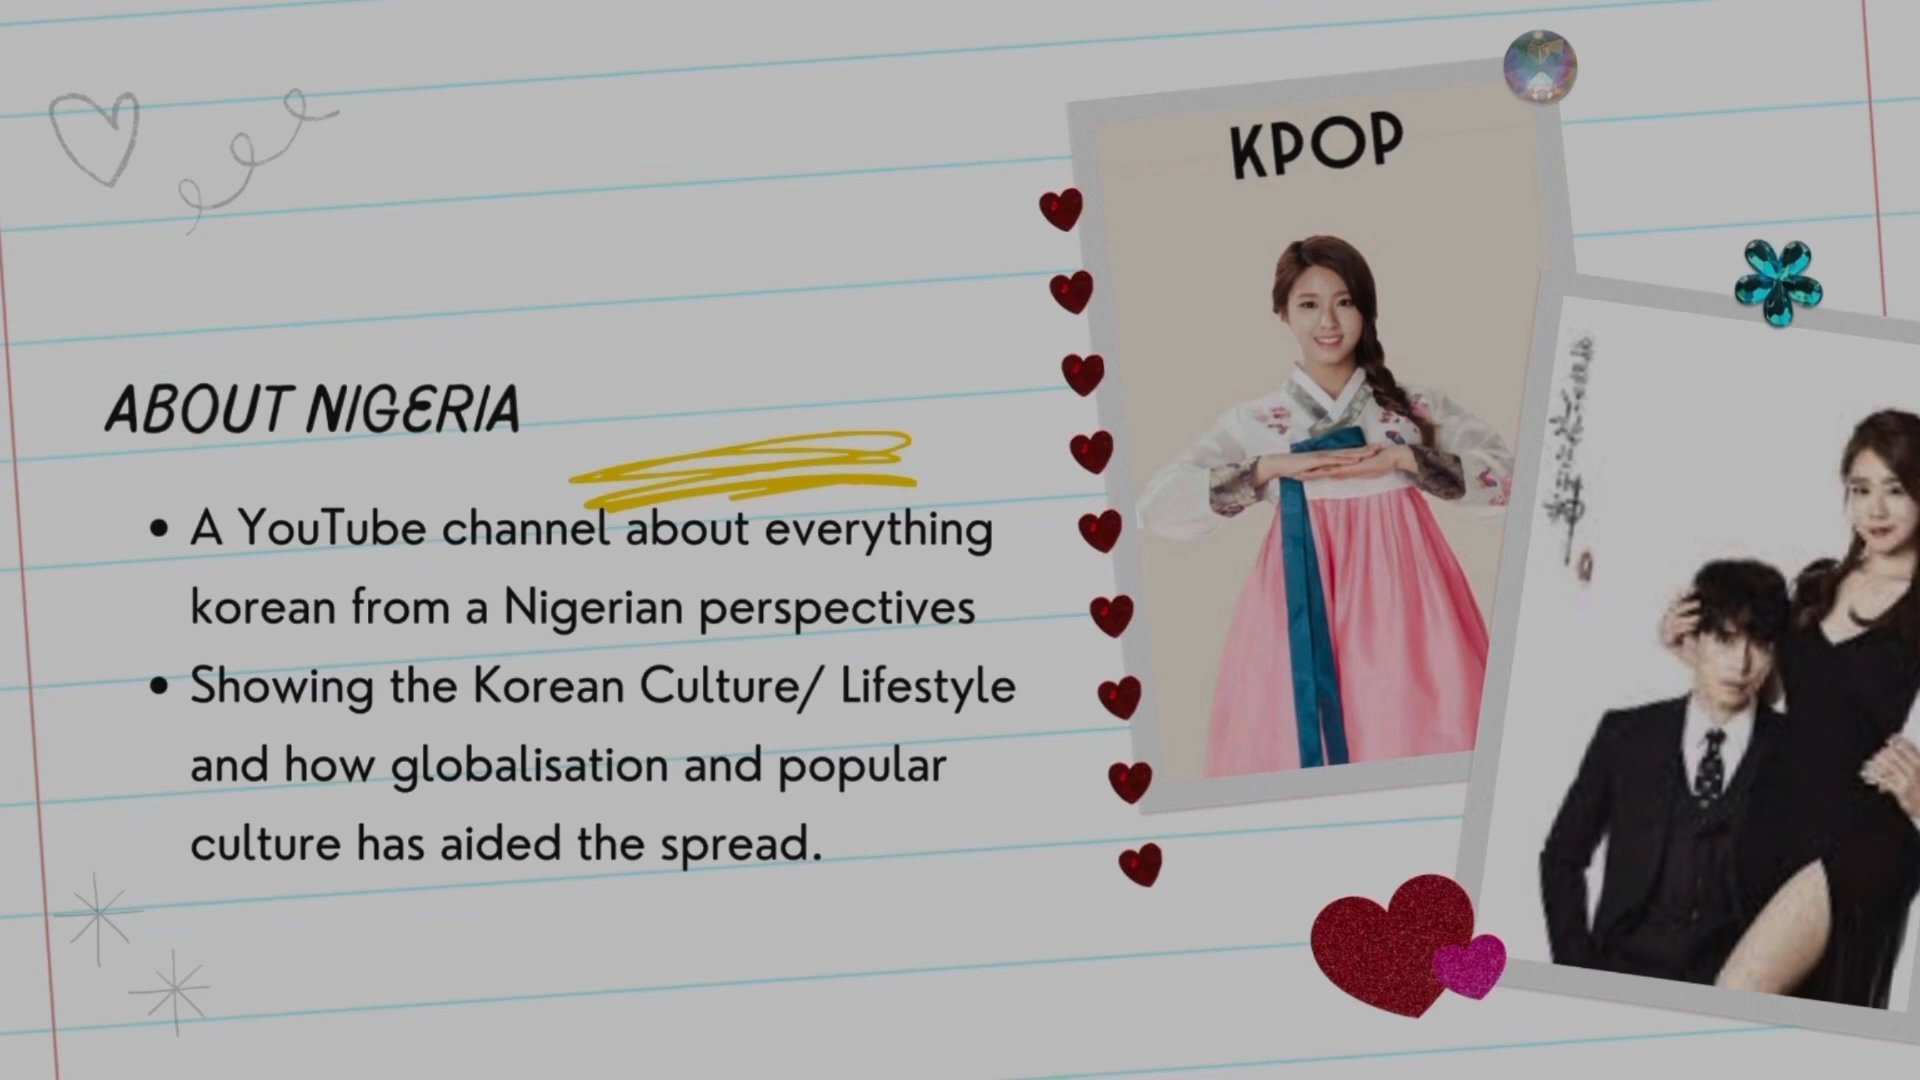 KPOP
ABOUT NIGERIA
• A YouTube channel about everything
korean from a Nigerian perspectives
• Showing the Korean Culture/ Lifestyle
and how globalisation and popular
culture has aided the spread.